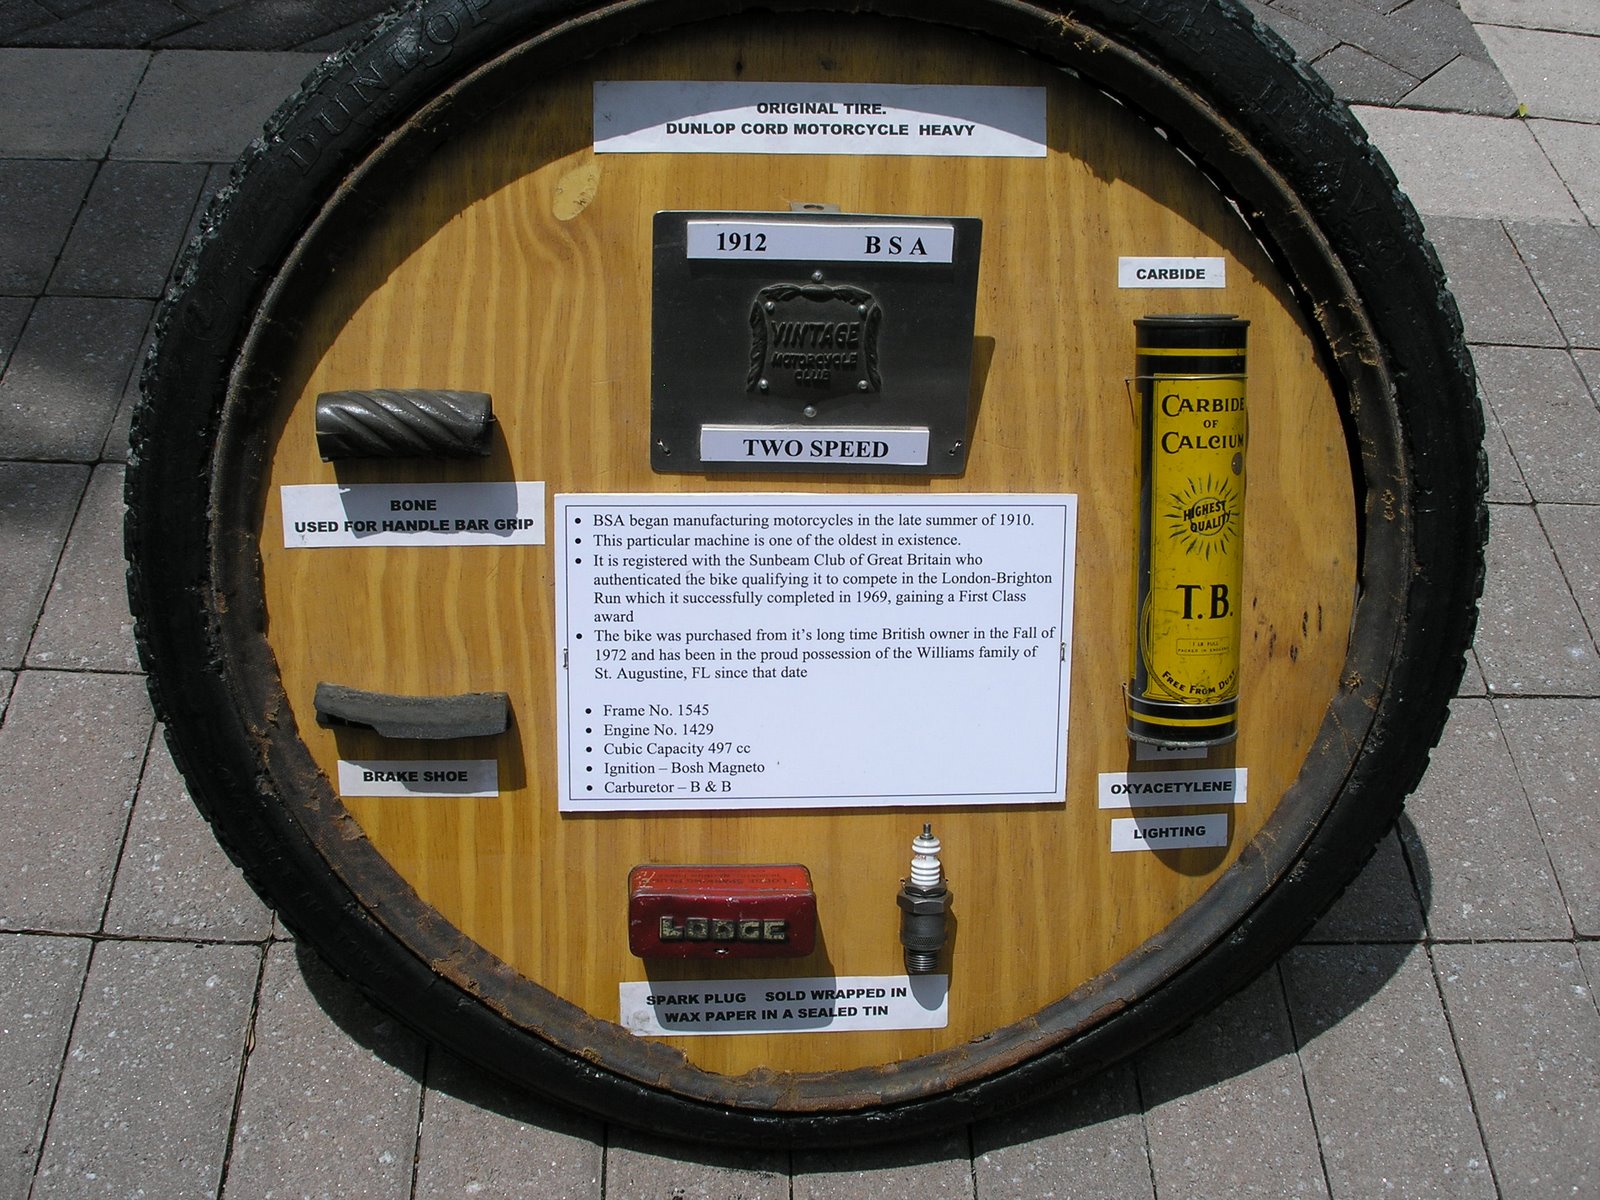 DUNLOP
ORIGINAL TIRE.
DUNLOP CORD MOTORCYCLE HEAVY
1912 B S A
VINTAGE
MOTORCYCLE
CLUB
TWO SPEED
CARBIDE
CARBIDE
OF
CALCIUM
HIGHEST
QUALITY
T.B.
1 LB FULL
PACKED IN ENGLAND
FREE FROM DUST
FOR
OXYACETYLENE
LIGHTING
BONE
USED FOR HANDLE BAR GRIP
BRAKE SHOE
• BSA began manufacturing motorcycles in the late summer of 1910.
• This particular machine is one of the oldest in existence.
• It is registered with the Sunbeam Club of Great Britain who
authenticated the bike qualifying it to compete in the London-Brighton
Run which it successfully completed in 1969, gaining a First Class
award
• The bike was purchased from it's long time British owner in the Fall of
1972 and has been in the proud possession of the Williams family of
St. Augustine, FL since that date
• Frame No. 1545
• Engine No. 1429
• Cubic Capacity 497 cc
• Ignition – Bosh Magneto
• Carburetor – B & B
LODGE
SPARK PLUG SOLD WRAPPED IN
WAX PAPER IN A SEALED TIN